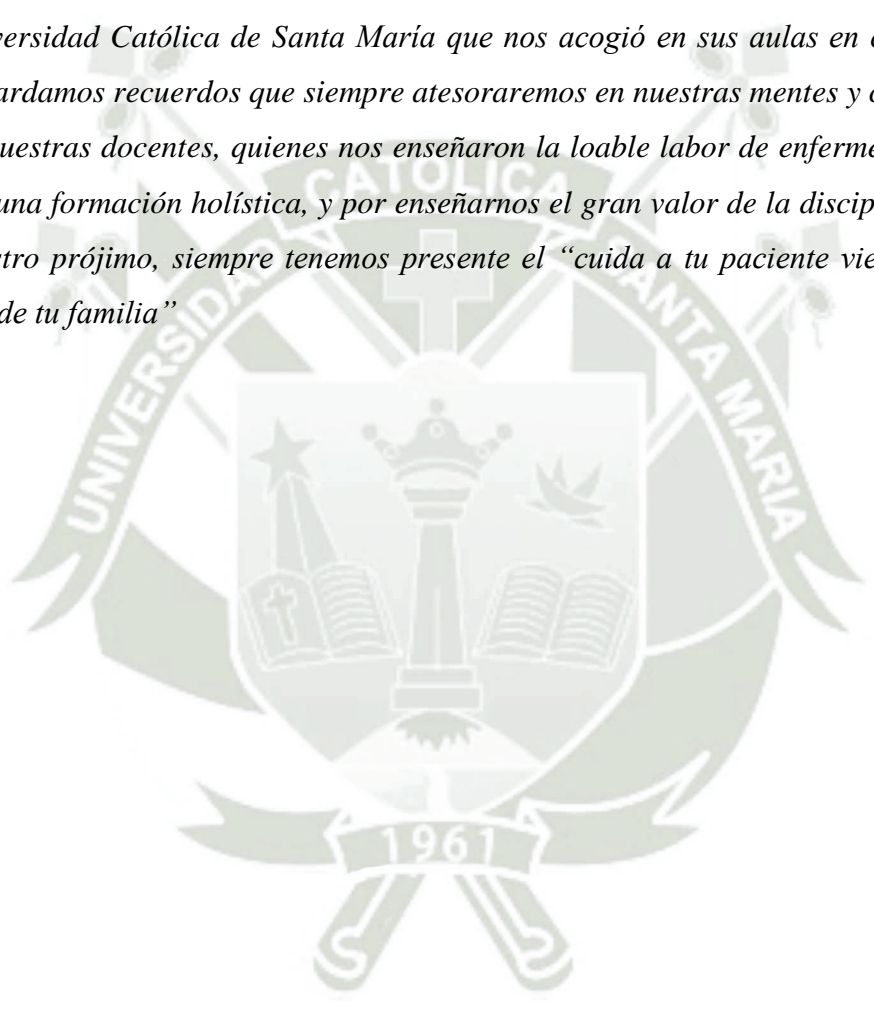 versidad Católica de Santa María que nos acogió en sus aulas en
ardamos recuerdos que siempre atesoraremos en nuestras mentes y
uestras docentes, quienes nos enseñaron la loable labor de enferme
una formación holística, y por enseñarnos el gran valor de la discip
tro prójimo, siempre tenemos presente el “cuida a tu paciente vie
de tu familia”
UNIVERSIDAD CATOLICA SANTA MARIA
1961